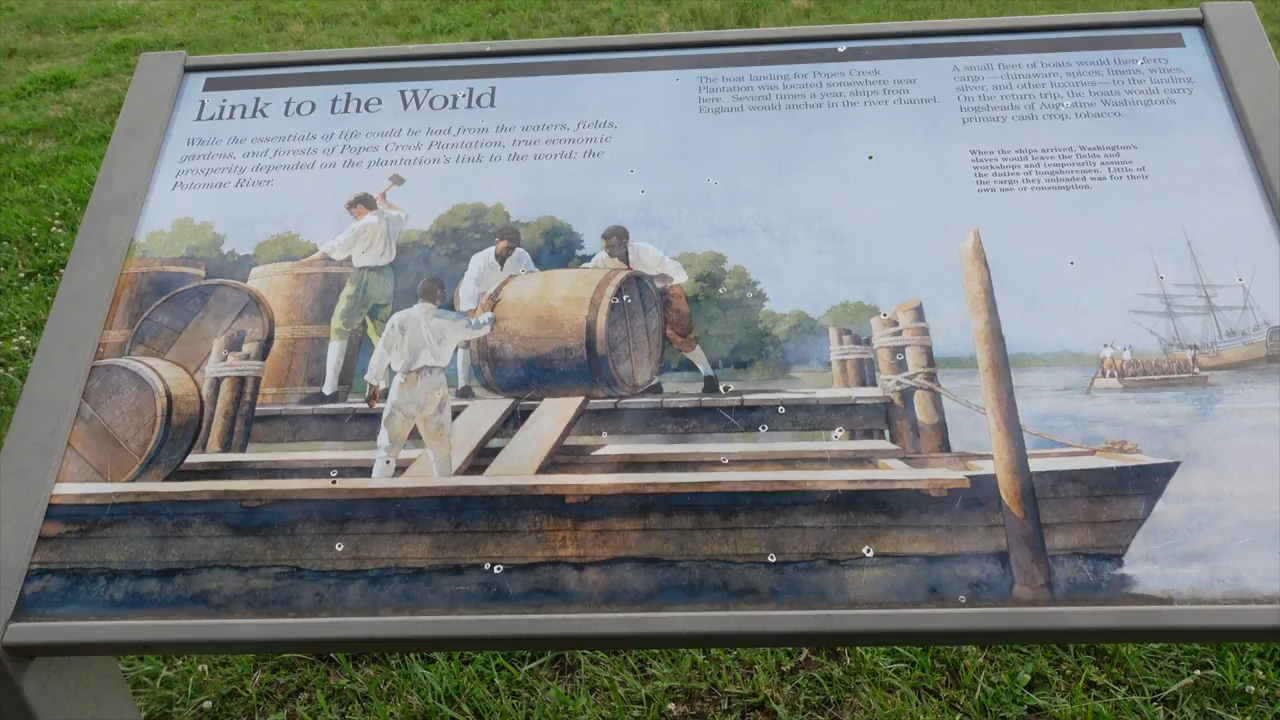 Link to the World
While the essentials of life could be had from the waters, fields,
gardens, and forests of Popes Creek Plantation, true economic
prosperity depended on the plantation's link to the world: the
Potomac River.
The boat landing for Popes Creek
Plantation was located somewhere near
here. Several times a year, ships from
England would anchor in the river channel.
A small fleet of boats would then ferry
cargo—chinaware, spices, linens, wines,
silver, and other luxuries—to the landing.
On the return trip, the boats would carry
hogsheads of Augustine Washington's
primary cash crop, tobacco.
When the ships arrived, Washington's
slaves would leave the fields and
workshops and temporarily assume
the duties of longshoremen. Little of
the cargo they unloaded was for their
own use or consumption.